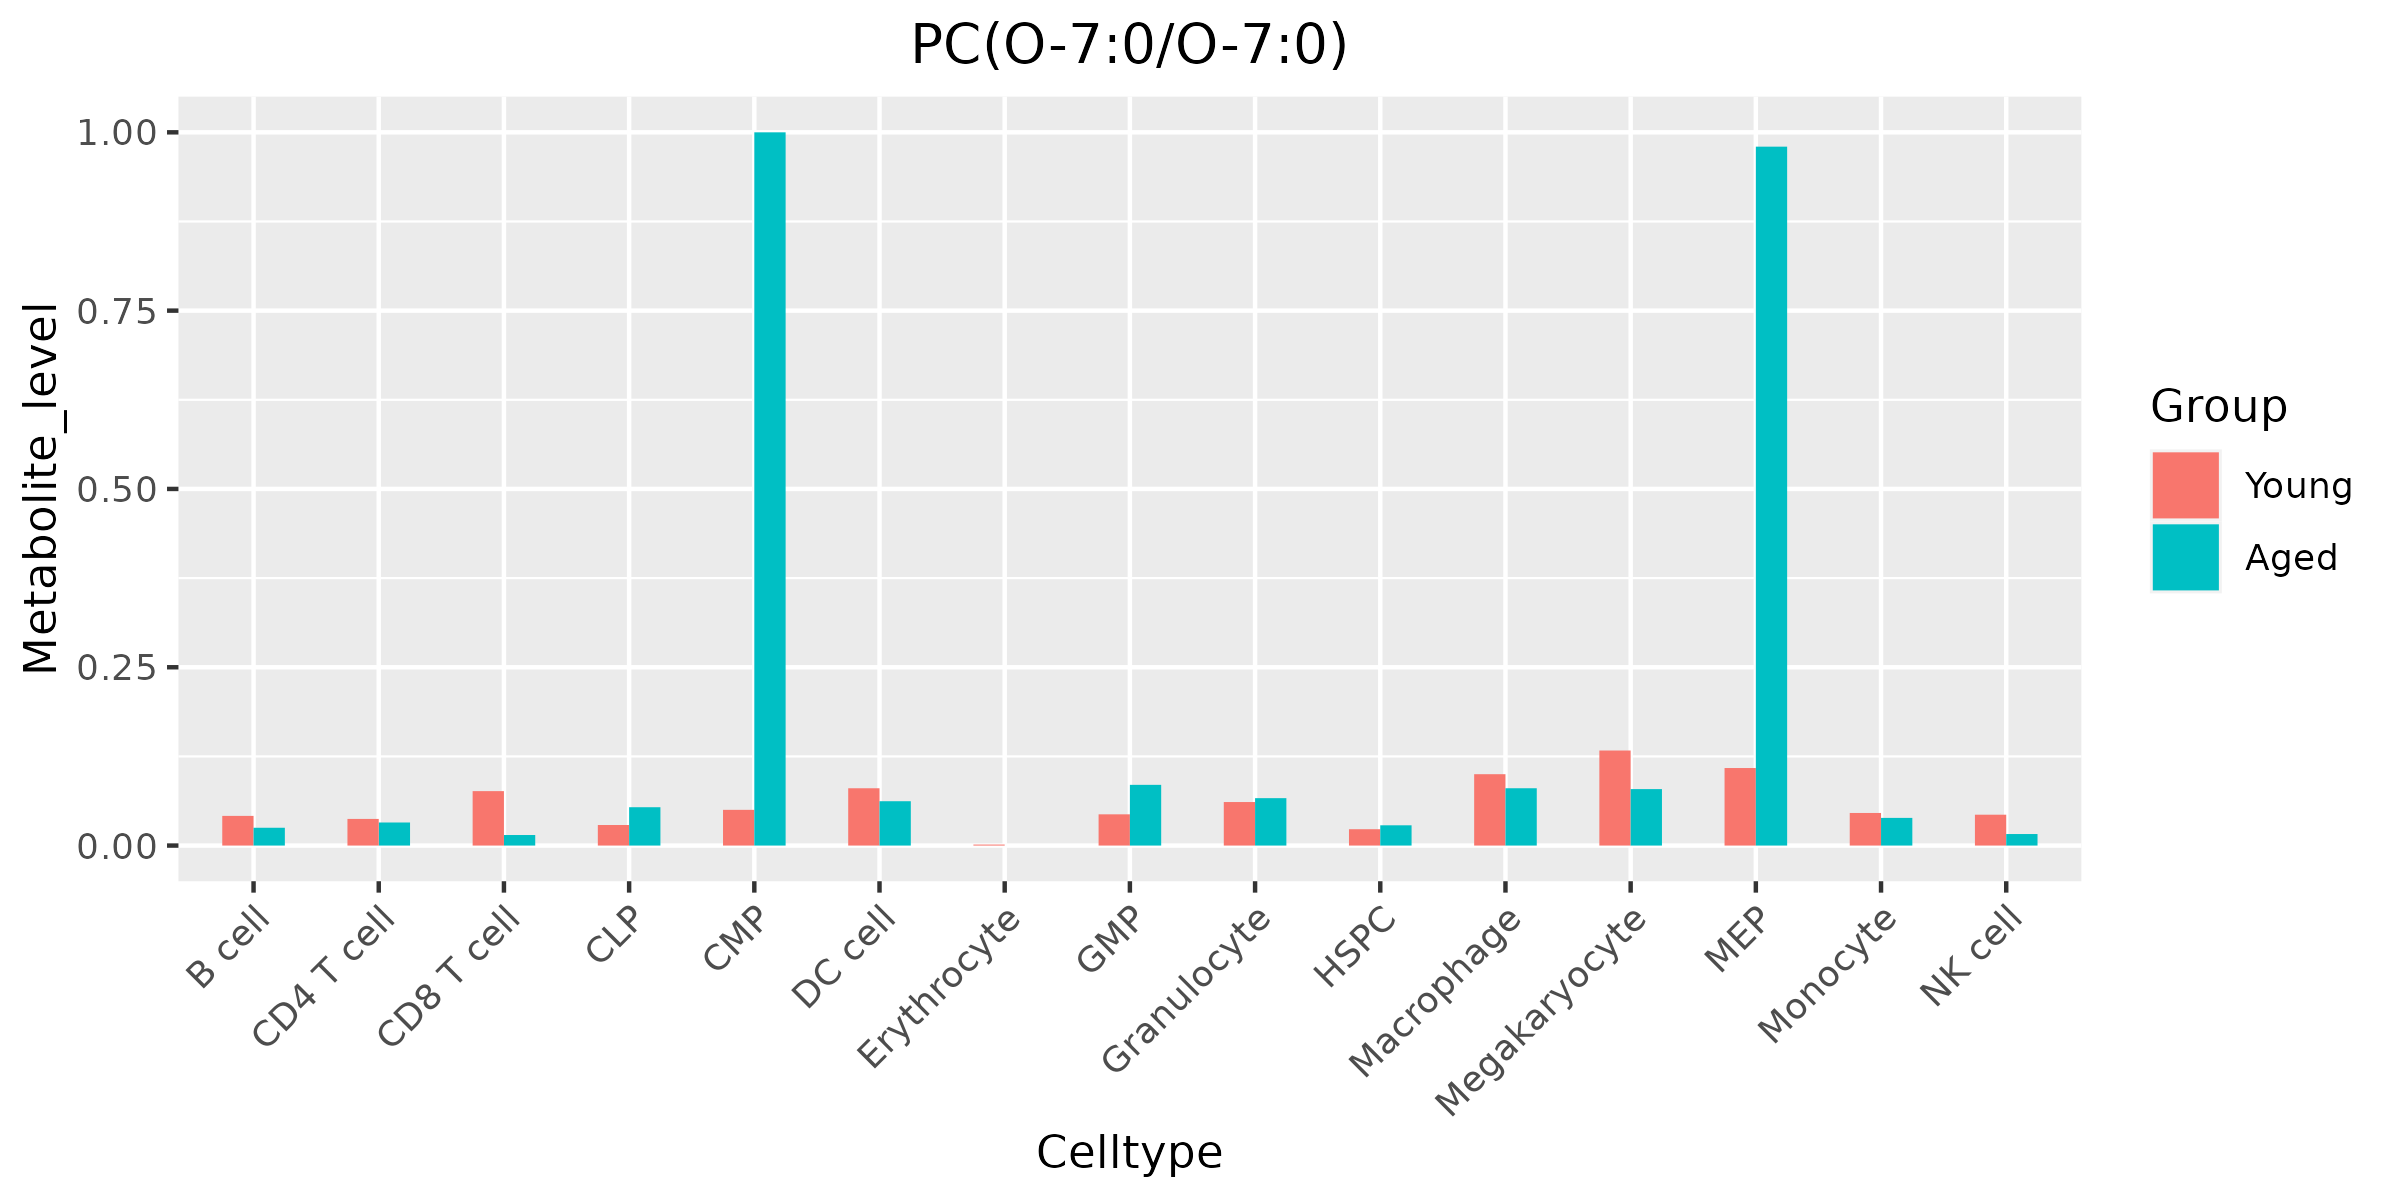 PC(O-7:0/O-7:0)
Metabolite_level
1.00
0.75
0.50
0.25
0.00
B cell
CD4 T cell
CD8 T cell
CLP
CMP
DC cell
Erythrocyte
GMP
Granulocyte
HSPC
Macrophage
Megakaryocyte
MEP
Monocyte
NK cell
Celltype
Group
Young
Aged